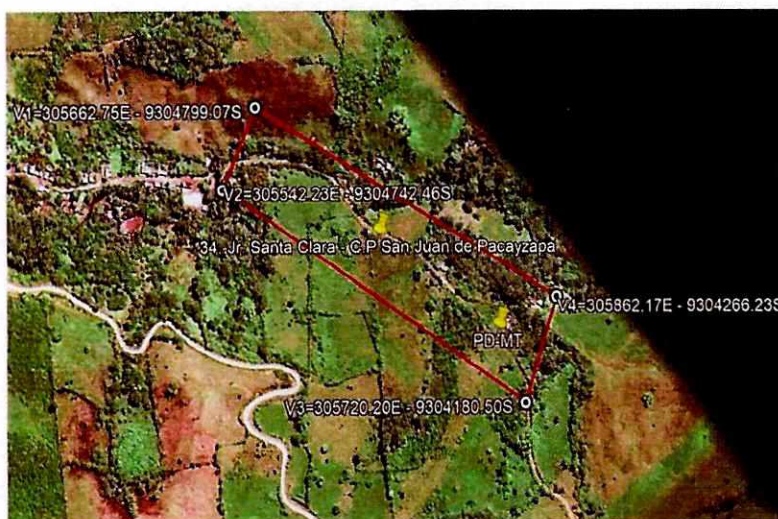 V1=305662.75E - 9304799.07S
V2=305542.23E - 9304742.46S
34. Jr. Santa Clara - C.P San Juan de Pacayzapa
V4=305862.17E - 9304266.23S
PD-MT
V3=305720.20E - 9304180.50S